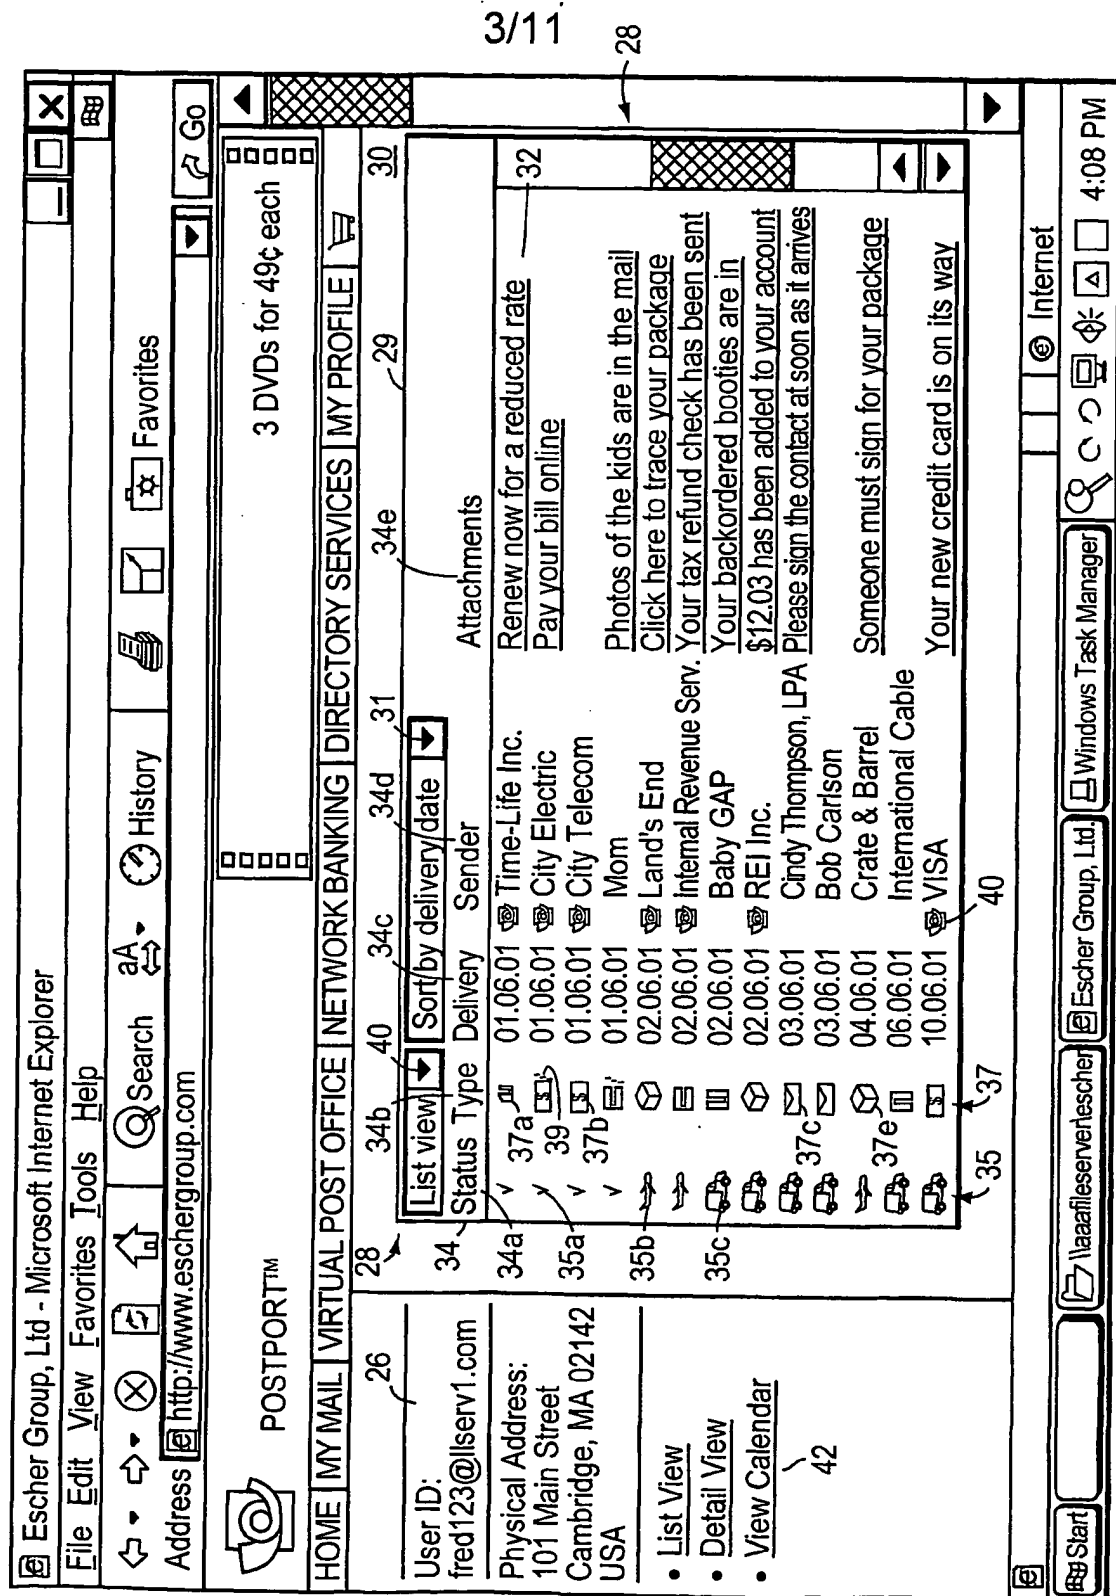 3/11
Escher Group, Ltd - Microsoft Internet Explorer
File Edit View Favorites Tools Help
Search aA History Favorites
Address http://www.eschergroup.com Go
POSTPORT™
3 DVDs for 49¢ each
HOME MY MAIL VIRTUAL POST OFFICE NETWORK BANKING DIRECTORY SERVICES MY PROFILE
26
User ID:
fred123@llserv1.com
Physical Address:
101 Main Street
Cambridge, MA 02142
USA
• List View
• Detail View
• View Calendar
42
28 34b 40 34c 34d 31 34e 29 30
List view Sort by delivery date
34 Status Type Delivery Sender Attachments
34a 37a 01.06.01 Time-Life Inc. Renew now for a reduced rate 32
35a 39 $ 01.06.01 City Electric Pay your bill online
37b $ 01.06.01 City Telecom
01.06.01 Mom Photos of the kids are in the mail
35b 02.06.01 Land's End Click here to trace your package
02.06.01 Internal Revenue Serv. Your tax refund check has been sent
35c 02.06.01 Baby GAP Your backordered booties are in
02.06.01 REI Inc. $12.03 has been added to your account
37c 03.06.01 Cindy Thompson, LPA Please sign the contact at soon as it arrives
03.06.01 Bob Carlson
37e 04.06.01 Crate & Barrel Someone must sign for your package
06.06.01 International Cable
$ 10.06.01 VISA Your new credit card is on its way
35 37 40
28
Internet
Start \\aaafileserver\escher Escher Group, Ltd. Windows Task Manager 4:08 PM